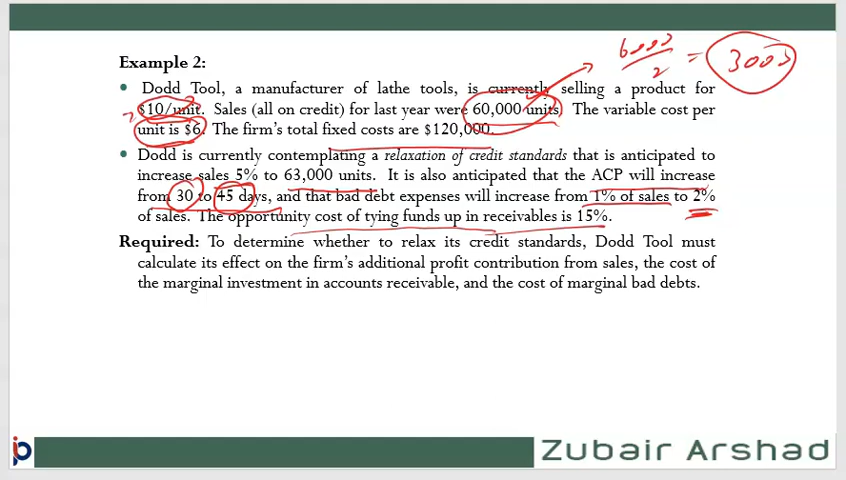 Example 2:
• Dodd Tool, a manufacturer of lathe tools, is currently selling a product for
$10/unit. Sales (all on credit) for last year were 60,000 units. The variable cost per
unit is $6. The firm's total fixed costs are $120,000.
• Dodd is currently contemplating a relaxation of credit standards that is anticipated to
increase sales 5% to 63,000 units. It is also anticipated that the ACP will increase
from 30 to 45 days, and that bad debt expenses will increase from 1% of sales to 2%
of sales. The opportunity cost of tying funds up in receivables is 15%.
Required: To determine whether to relax its credit standards, Dodd Tool must
calculate its effect on the firm's additional profit contribution from sales, the cost of
the marginal investment in accounts receivable, and the cost of marginal bad debts.
Zubair Arshad